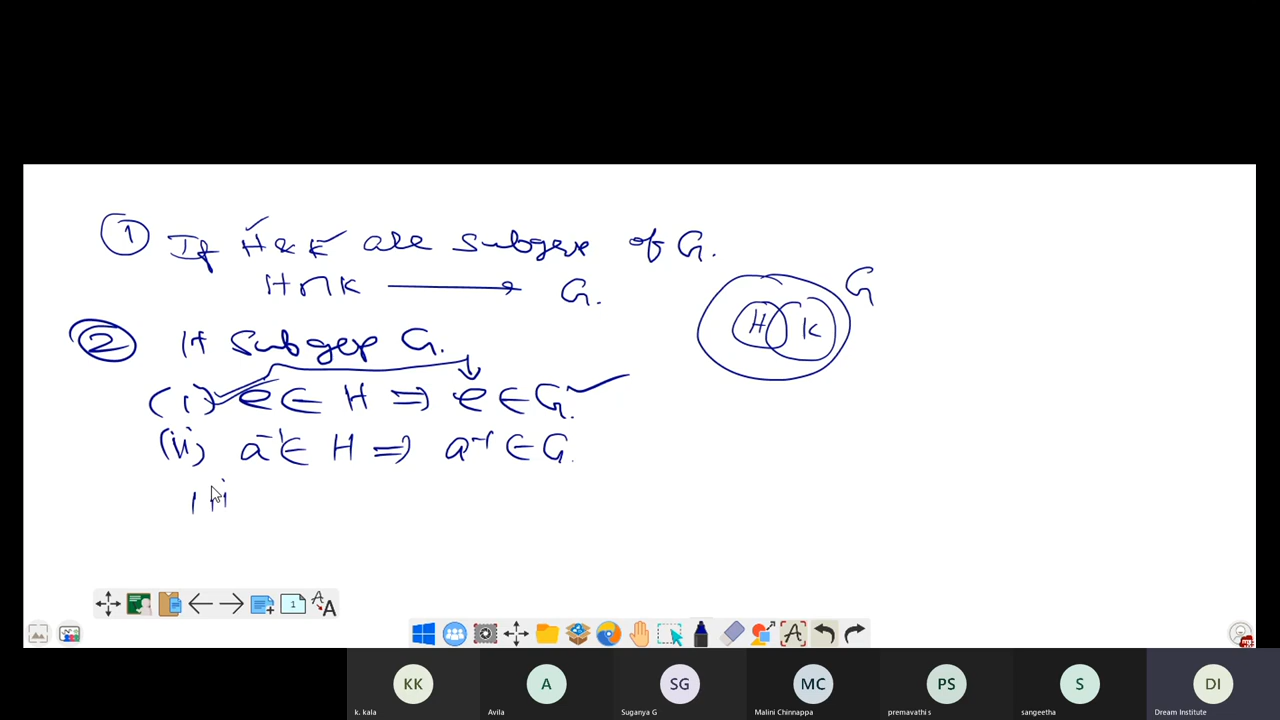 ① If H & K are subgrp of G.
H∩K ⟶ G.
G
H K
② H subgrp G.
(i) e ∈ H ⇒ e ∈ G.
(ii) a⁻¹ ∈ H ⇒ a⁻¹ ∈ G.
1
A A
A
KK A SG MC PS S DI
k. kala Avila Suganya G Malini Chinnappa premavathi s sangeetha Dream Institute